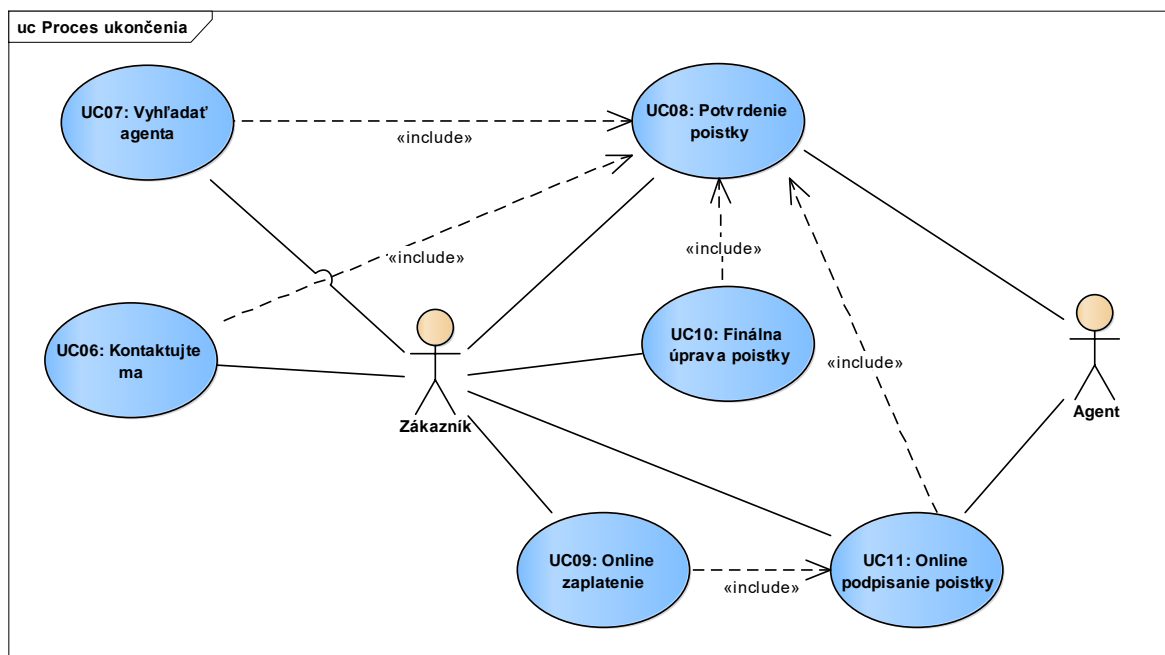 uc Proces ukončenia
UC07: Vyhľadať
agenta
«include»
UC08: Potvrdenie
poistky
«include»
«include»
UC06: Kontaktujte
ma
UC10: Finálna
úprava poistky
«include»
Zákazník
Agent
UC09: Online
zaplatenie
«include»
UC11: Online
podpisanie poistky